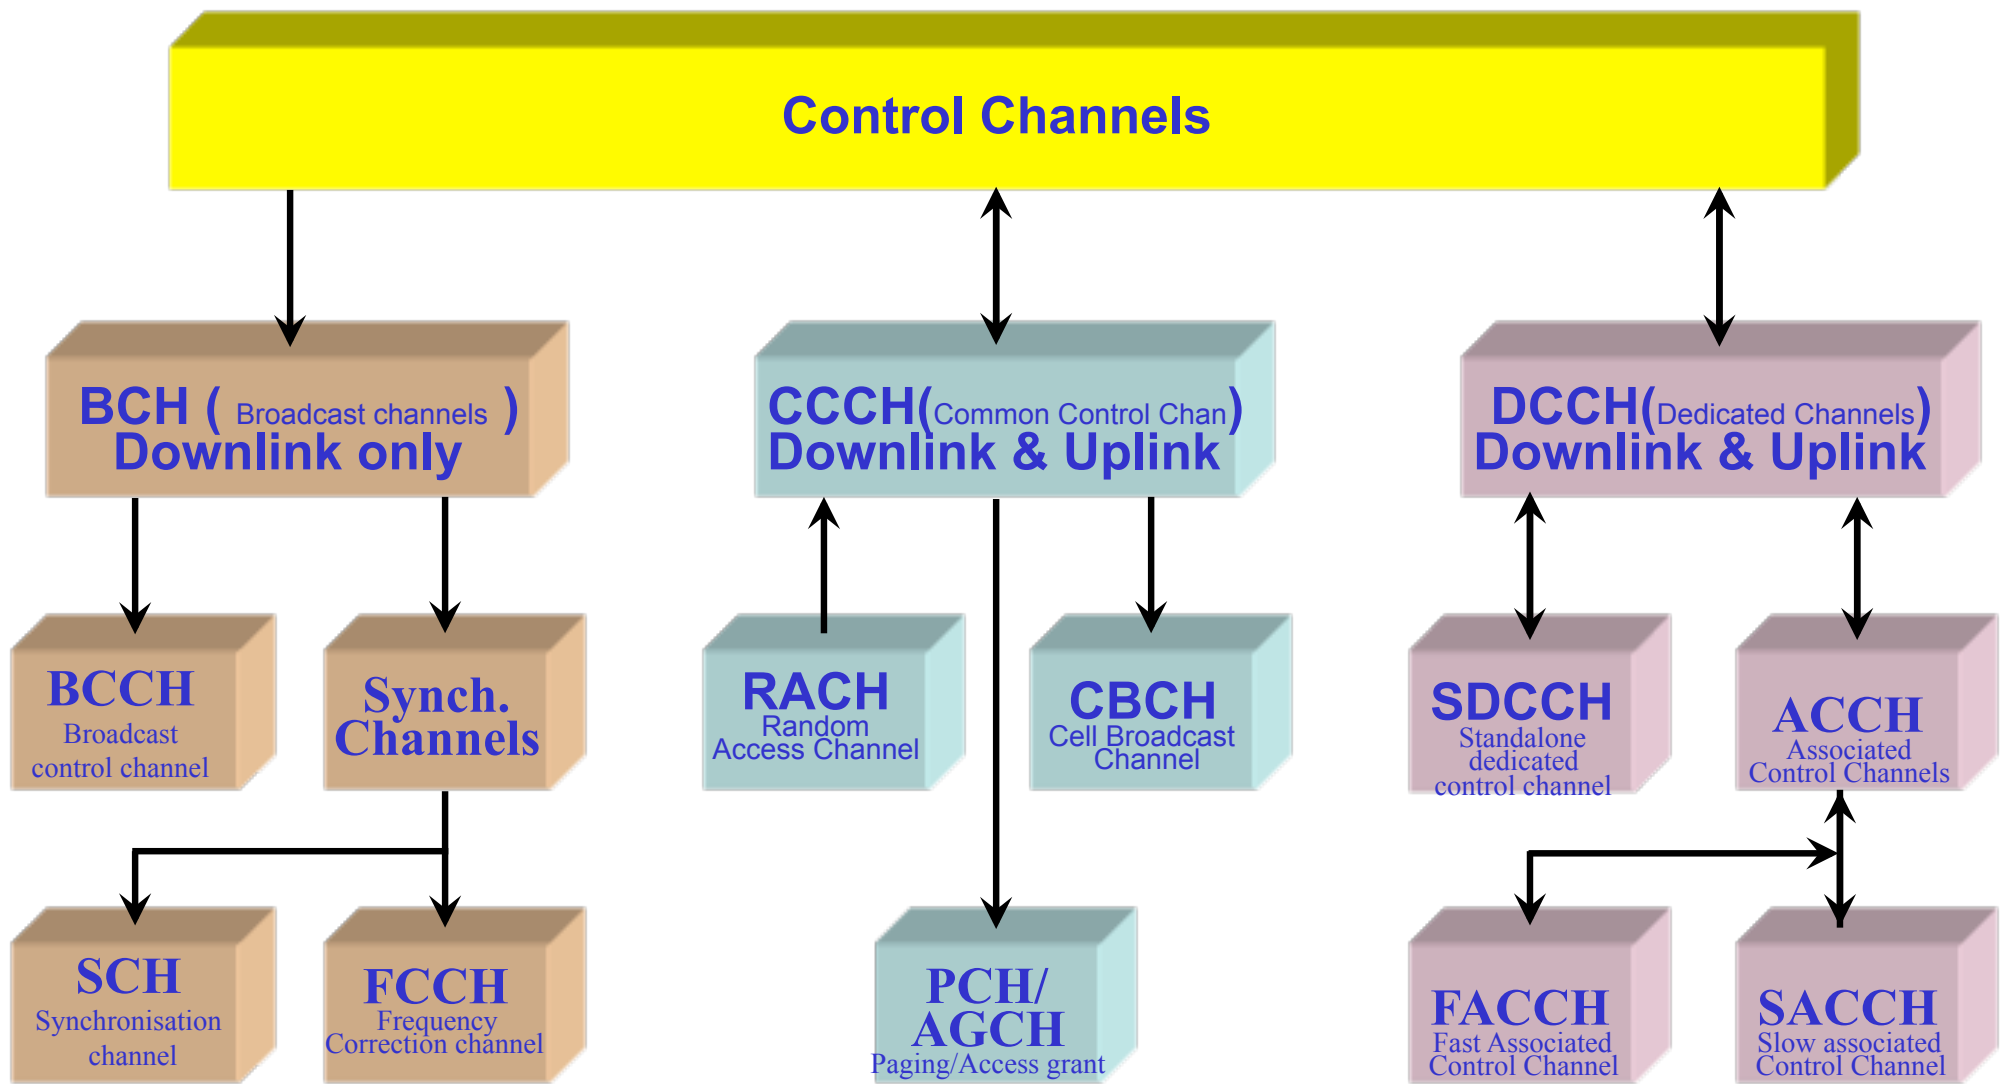 Control Channels
BCH ( Broadcast channels )
Downlink only
CCCH(Common Control Chan)
Downlink & Uplink
DCCH(Dedicated Channels)
Downlink & Uplink
BCCH
Broadcast
control channel
Synch.
Channels
RACH
Random
Access Channel
CBCH
Cell Broadcast
Channel
SDCCH
Standalone
dedicated
control channel
ACCH
Associated
Control Channels
SCH
Synchronisation
channel
FCCH
Frequency
Correction channel
PCH/
AGCH
Paging/Access grant
FACCH
Fast Associated
Control Channel
SACCH
Slow associated
Control Channel